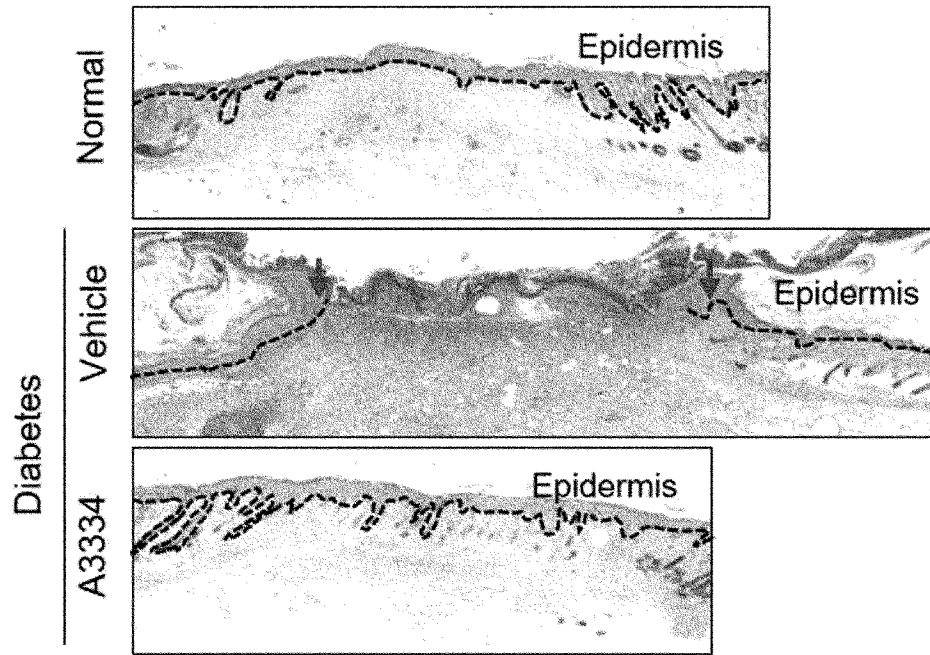 Normal
Epidermis
Diabetes
Vehicle
Epidermis
A3334
Epidermis